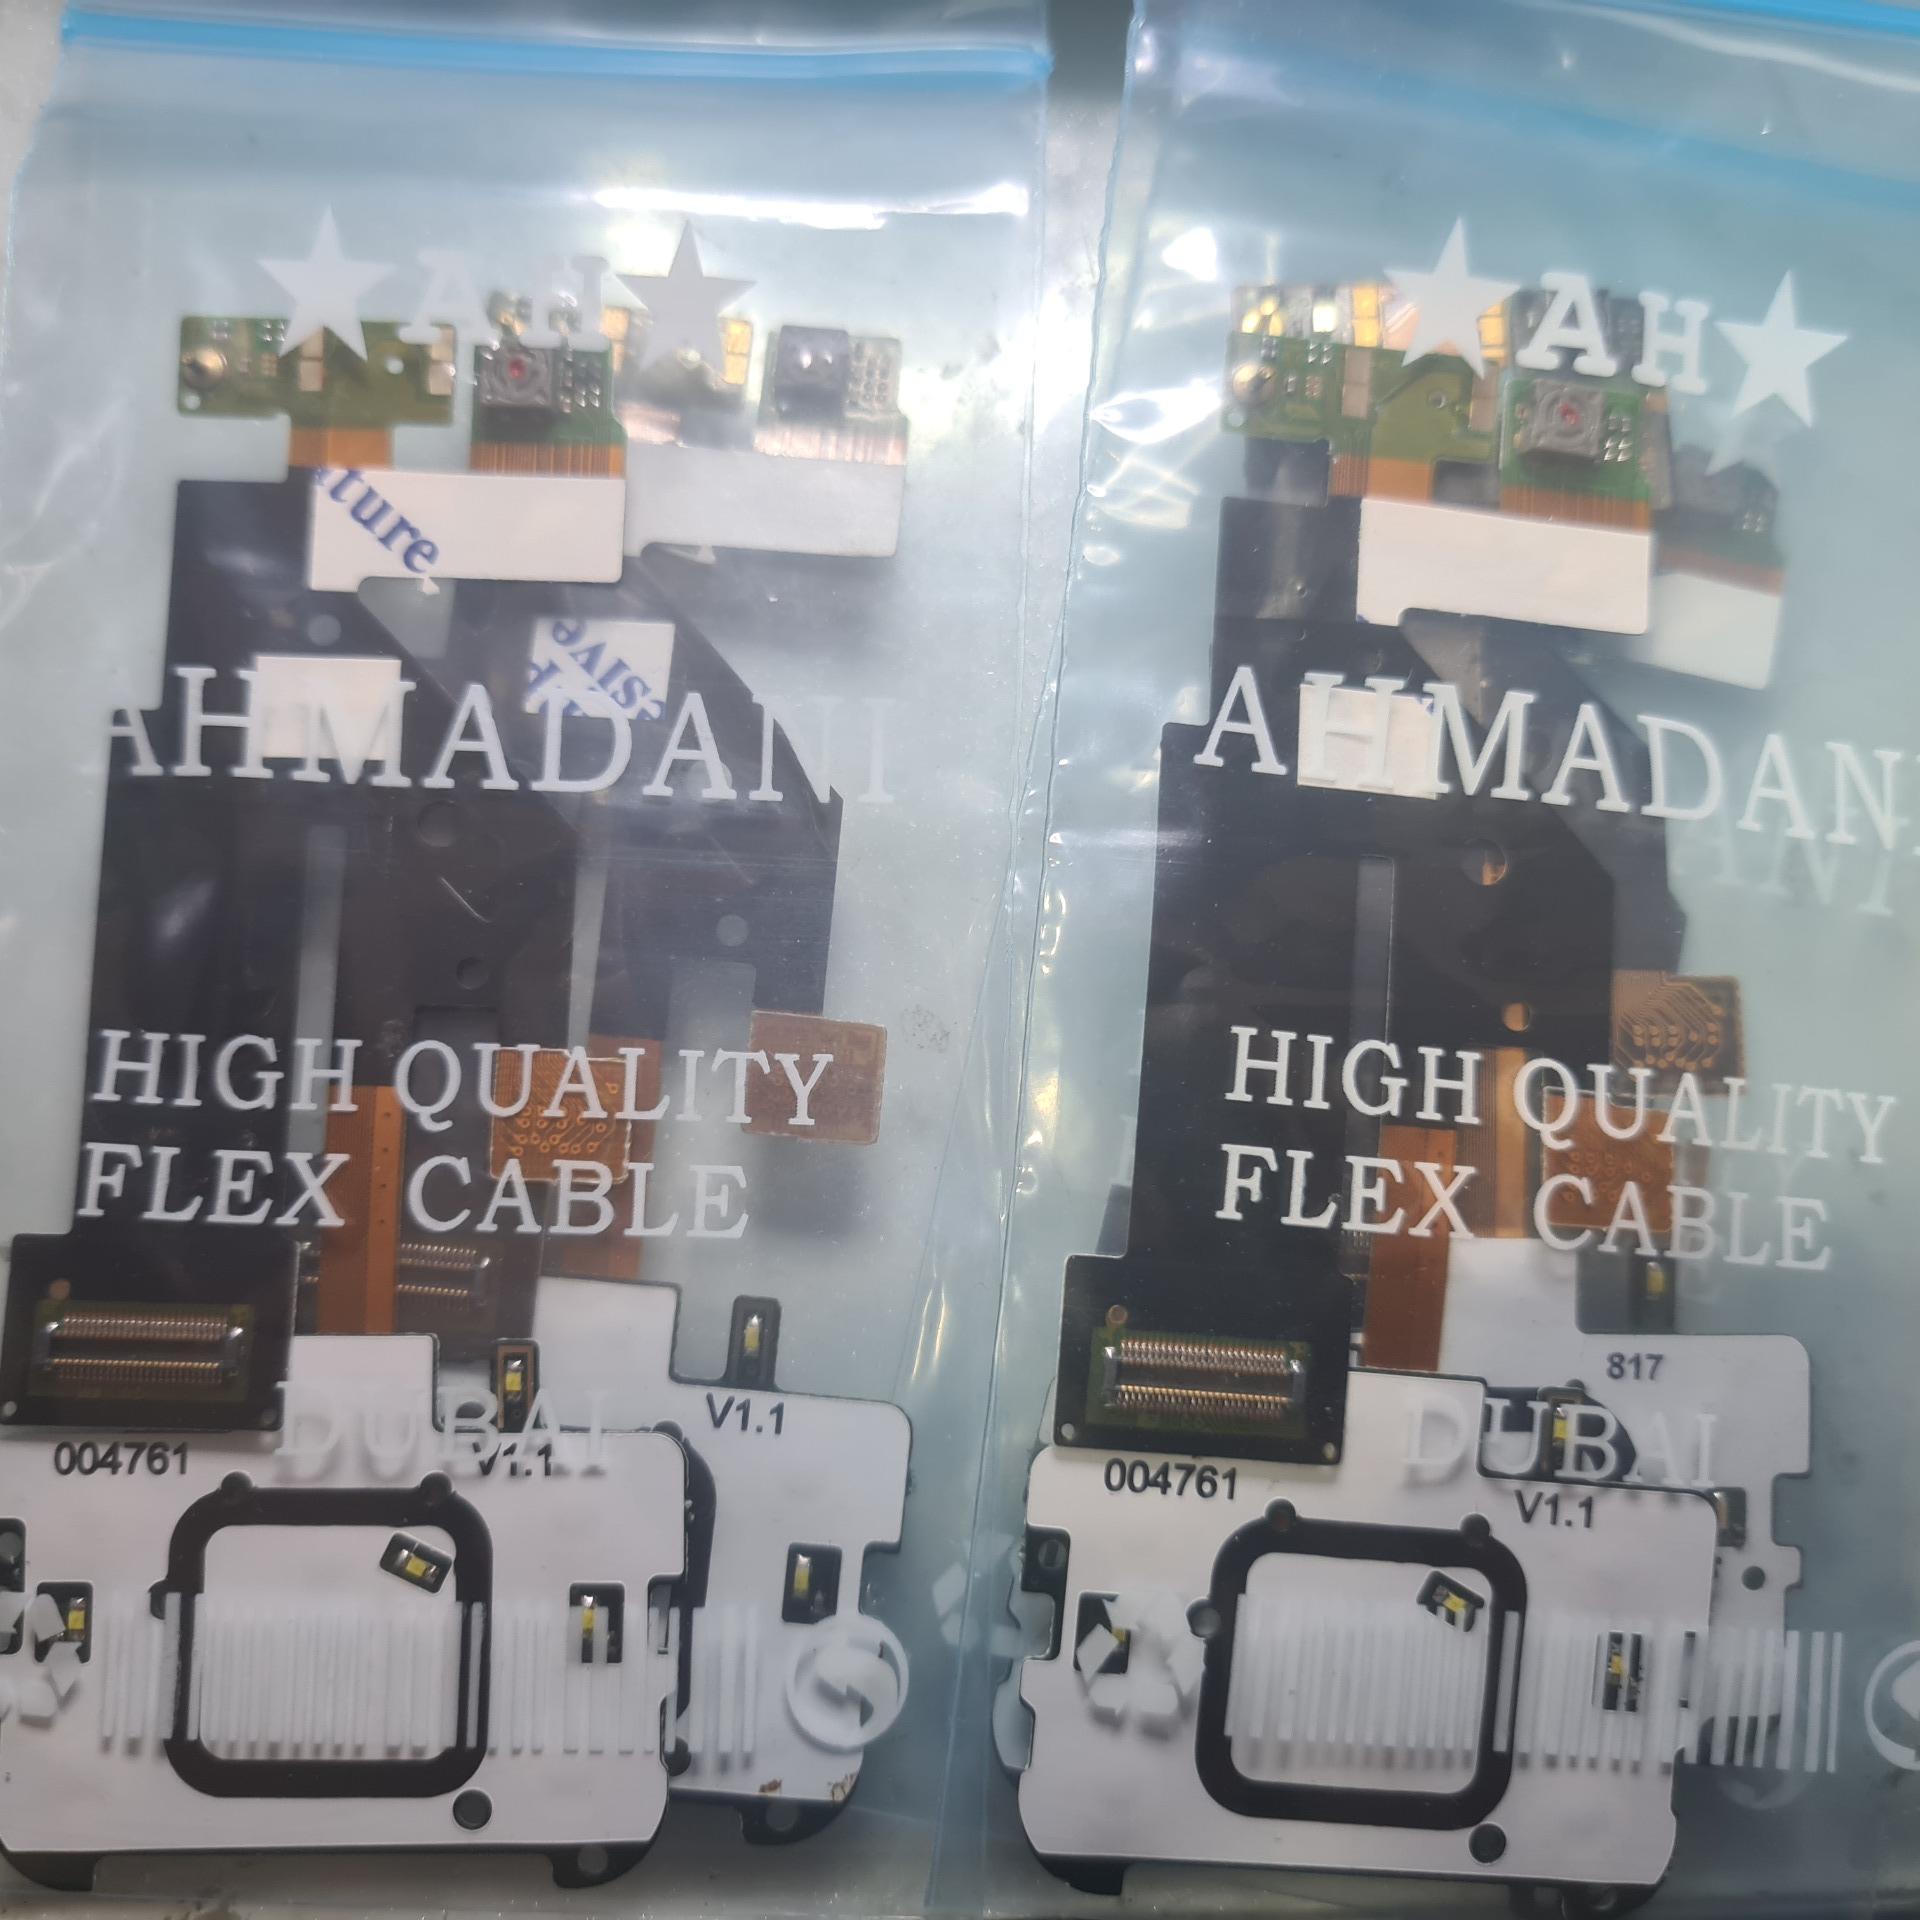 AH
AHMADANI
HIGH QUALITY
FLEX CABLE
DUBAI
ture
V1.1
004761
V1.1
AH
AHMADANI
HIGH QUALITY
FLEX CABLE
817
DUBAI
004761
V1.1